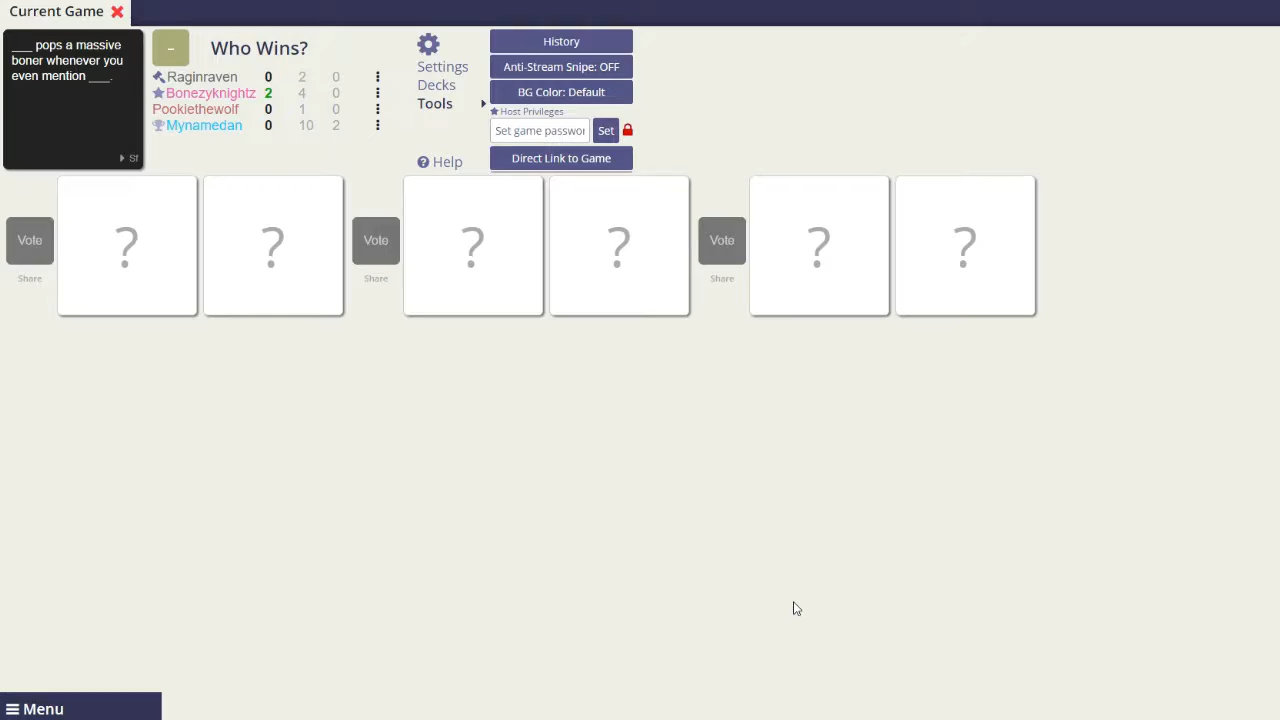 Current Game
___ pops a massive
boner whenever you
even mention ___.
Sf
–
Who Wins?
Raginraven 0 2 0
Bonezyknightz 2 4 0
Pookiethewolf 0 1 0
Mynamedan 0 10 2
Settings
Decks
Tools
Help
History
Anti-Stream Snipe: OFF
BG Color: Default
Host Privileges
Set game passwor
Set
Direct Link to Game
Vote
Share
?
?
Vote
Share
?
?
Vote
Share
?
?
Menu